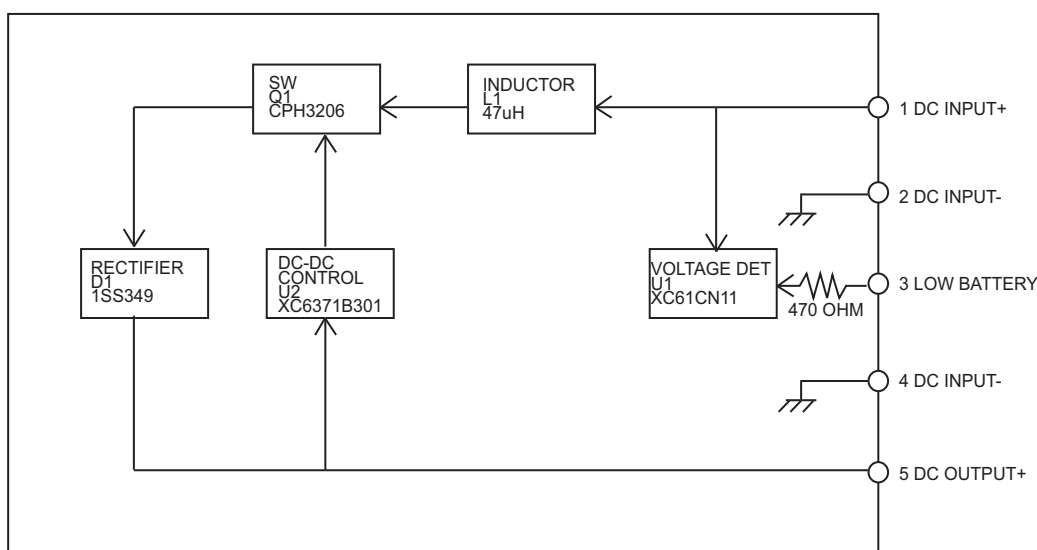 SW
Q1
CPH3206
INDUCTOR
L1
47uH
1 DC INPUT+
2 DC INPUT-
RECTIFIER
D1
1SS349
DC-DC
CONTROL
U2
XC6371B301
VOLTAGE DET
U1
XC61CN11
470 OHM
3 LOW BATTERY
4 DC INPUT-
5 DC OUTPUT+